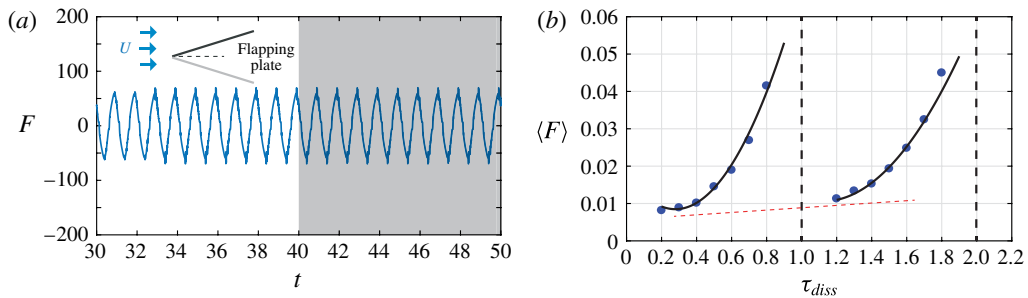 (a)
200
100
F
0
−100
−200
U
Flapping
plate
30 32 34 36 38 40 42 44 46 48 50
t
(b)
0.06
0.05
0.04
⟨F⟩
0.03
0.02
0.01
0
0 0.2 0.4 0.6 0.8 1.0 1.2 1.4 1.6 1.8 2.0 2.2
τdiss